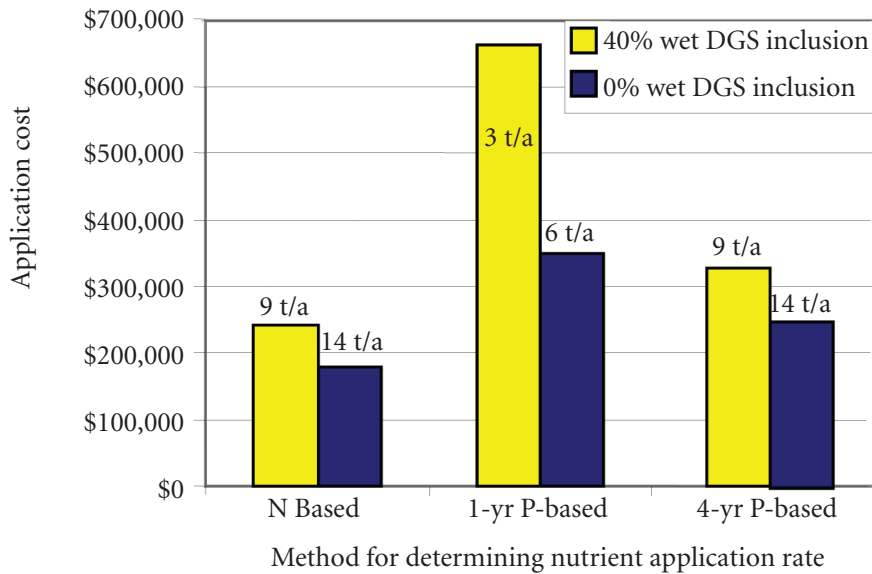 $700,000
$600,000
$500,000
$400,000
$300,000
$200,000
$100,000
$0
Application cost
40% wet DGS inclusion
0% wet DGS inclusion
9 t/a
14 t/a
3 t/a
6 t/a
9 t/a
14 t/a
N Based
1-yr P-based
4-yr P-based
Method for determining nutrient application rate